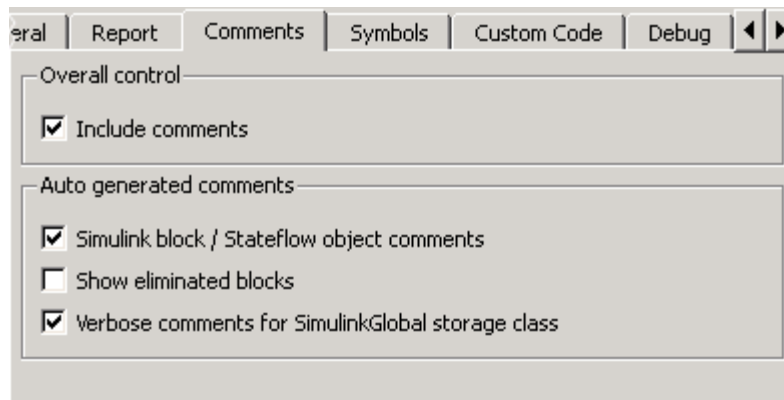 eral Report Comments Symbols Custom Code Debug
Overall control
Include comments
Auto generated comments
Simulink block / Stateflow object comments
Show eliminated blocks
Verbose comments for SimulinkGlobal storage class